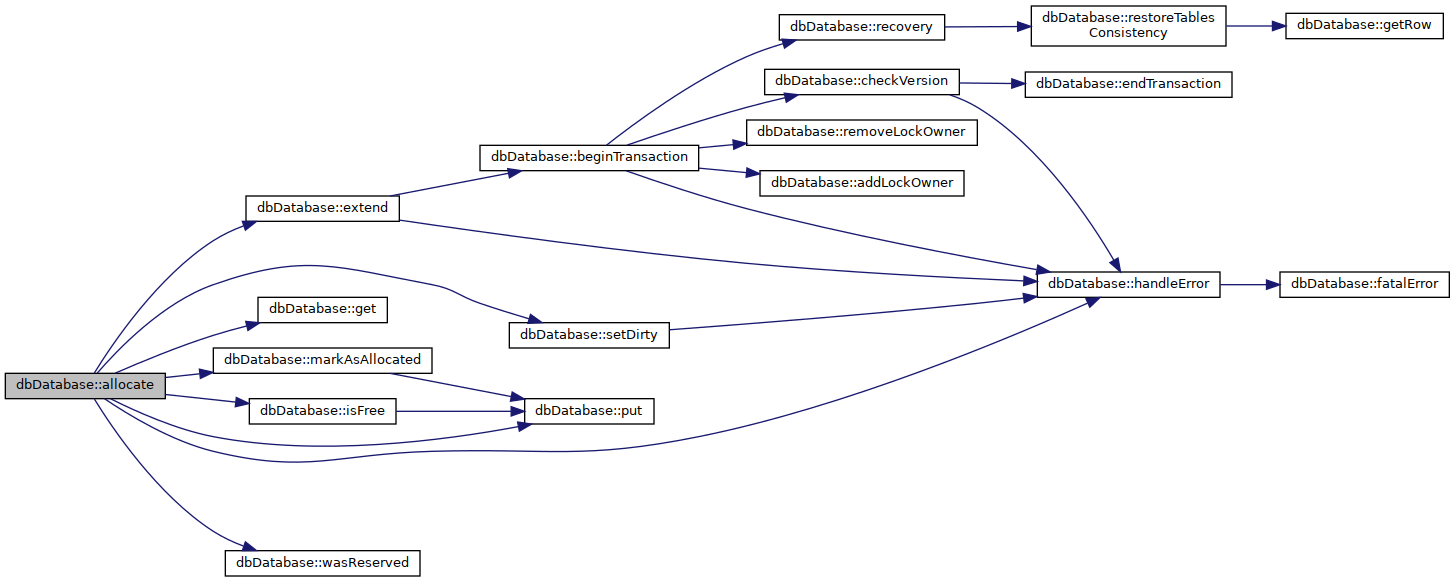 dbDatabase::recovery
dbDatabase::restoreTables
Consistency
dbDatabase::getRow
dbDatabase::checkVersion
dbDatabase::endTransaction
dbDatabase::removeLockOwner
dbDatabase::beginTransaction
dbDatabase::addLockOwner
dbDatabase::extend
dbDatabase::handleError
dbDatabase::fatalError
dbDatabase::get
dbDatabase::setDirty
dbDatabase::markAsAllocated
dbDatabase::allocate
dbDatabase::isFree
dbDatabase::put
dbDatabase::wasReserved